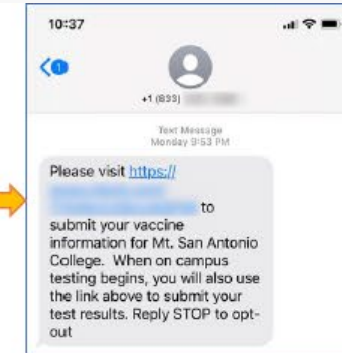 10:37
1
+1 (833)
Text Message
Monday 9:53 PM
Please visit https://
to
submit your vaccine
information for Mt. San Antonio
College. When on campus
testing begins, you will also use
the link above to submit your
test results. Reply STOP to opt-
out